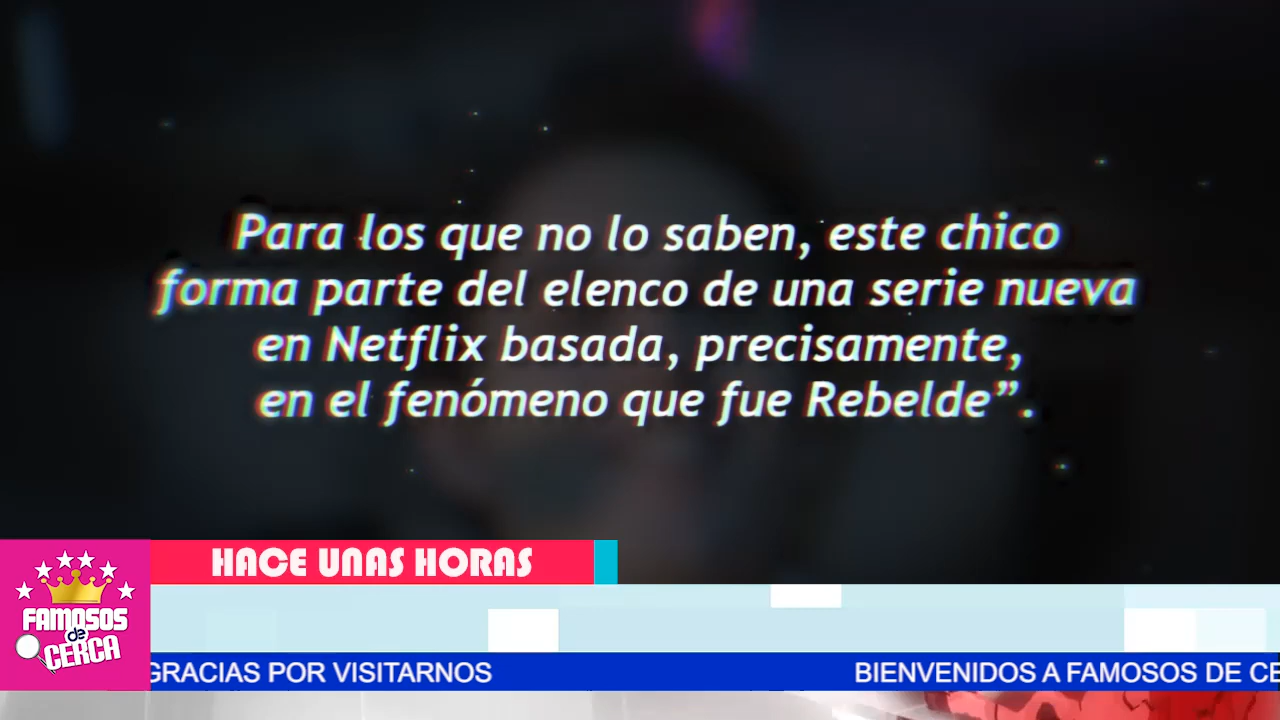 Para los que no lo saben, este chico
forma parte del elenco de una serie nueva
en Netflix basada, precisamente,
en el fenómeno que fue Rebelde”.
HACE UNAS HORAS
FAMOSOS
de
CERCA
GRACIAS POR VISITARNOS
BIENVENIDOS A FAMOSOS DE CE